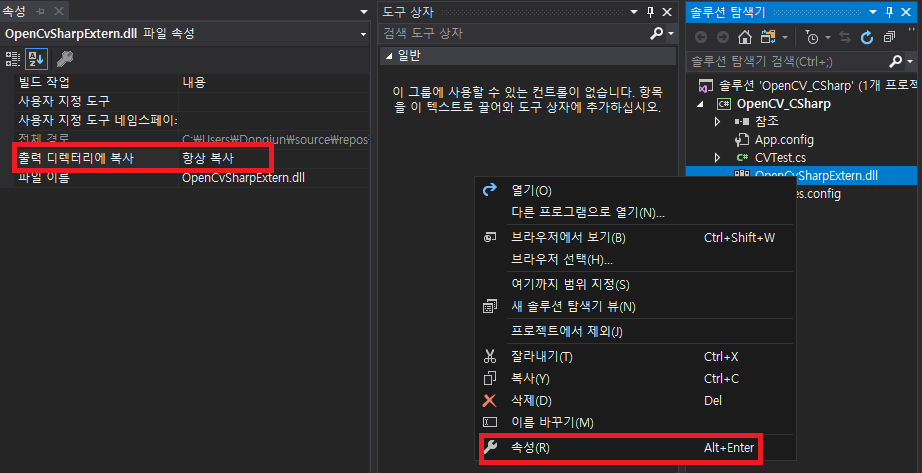 속성
OpenCvSharpExtern.dll 파일 속성
빌드 작업 내용
사용자 지정 도구
사용자 지정 도구 네임스페이스
전체 경로 C:₩Users₩Dongjun₩source₩repos
출력 디렉터리에 복사 항상 복사
파일 이름 OpenCvSharpExtern.dll
도구 상자
검색 도구 상자
일반
이 그룹에 사용할 수 있는 컨트롤이 없습니다. 항목
을 이 텍스트로 끌어와 도구 상자에 추가하십시오.
솔루션 탐색기
솔루션 탐색기 검색(Ctrl+;)
솔루션 'OpenCV_CSharp' (1개 프로젝
OpenCV_CSharp
참조
App.config
CVTest.cs
OpenCvSharpExtern.dll
es.config
열기(O)
다른 프로그램으로 열기(N)...
브라우저에서 보기(B) Ctrl+Shift+W
브라우저 선택(H)...
여기까지 범위 지정(S)
새 솔루션 탐색기 뷰(N)
프로젝트에서 제외(J)
잘라내기(T) Ctrl+X
복사(Y) Ctrl+C
삭제(D) Del
이름 바꾸기(M)
속성(R) Alt+Enter